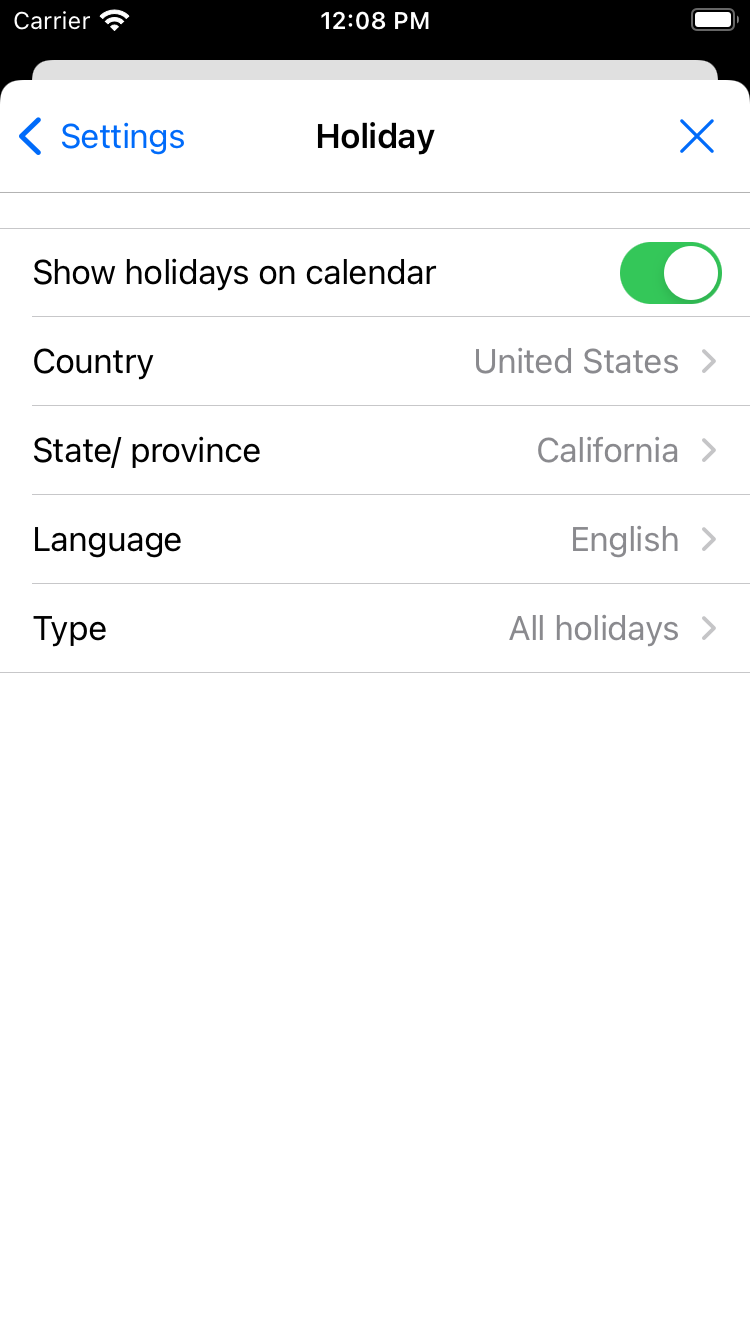 Carrier 12:08 PM
Settings Holiday
Show holidays on calendar
Country United States
State/ province California
Language English
Type All holidays